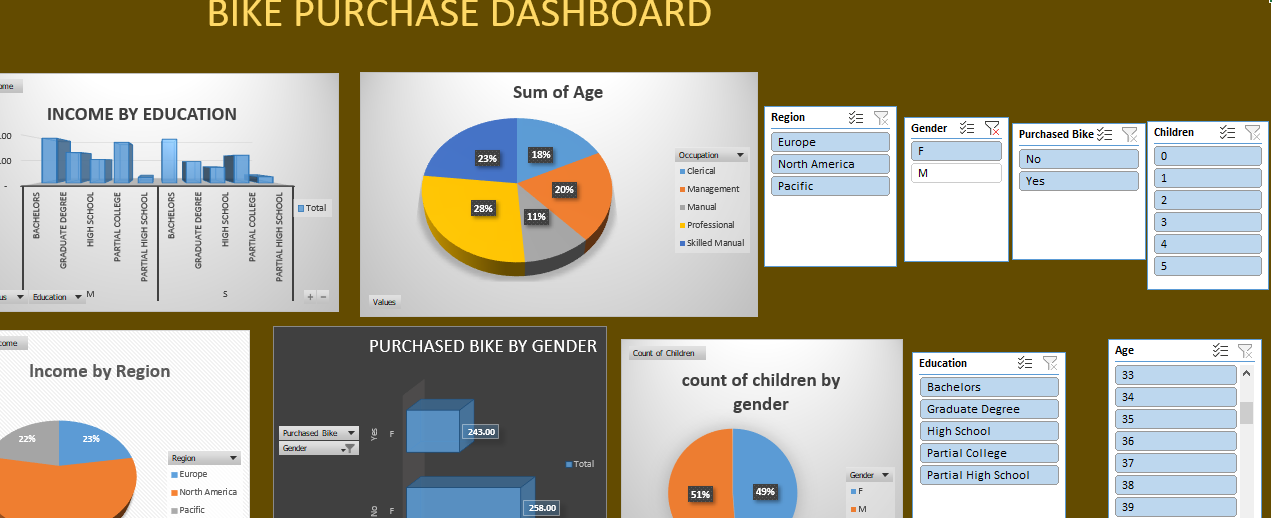 BIKE PURCHASE DASHBOARD
ome
INCOME BY EDUCATION
.00
.00
-
BACHELORS
GRADUATE DEGREE
HIGH SCHOOL
PARTIAL COLLEGE
PARTIAL HIGH SCHOOL
BACHELORS
GRADUATE DEGREE
HIGH SCHOOL
PARTIAL COLLEGE
PARTIAL HIGH SCHOOL
M
S
Total
us
Education
+ -
Sum of Age
23%
18%
20%
28%
11%
Occupation
Clerical
Management
Manual
Professional
Skilled Manual
Values
Region
Europe
North America
Pacific
Gender
F
M
Purchased Bike
No
Yes
Children
0
1
2
3
4
5
come
Income by Region
22%
23%
Region
Europe
North America
Pacific
PURCHASED BIKE BY GENDER
Purchased Bike
Gender
Yes
F
243.00
No
F
258.00
Total
Count of Children
count of children by
gender
51%
49%
Gender
F
M
Education
Bachelors
Graduate Degree
High School
Partial College
Partial High School
Age
33
34
35
36
37
38
39